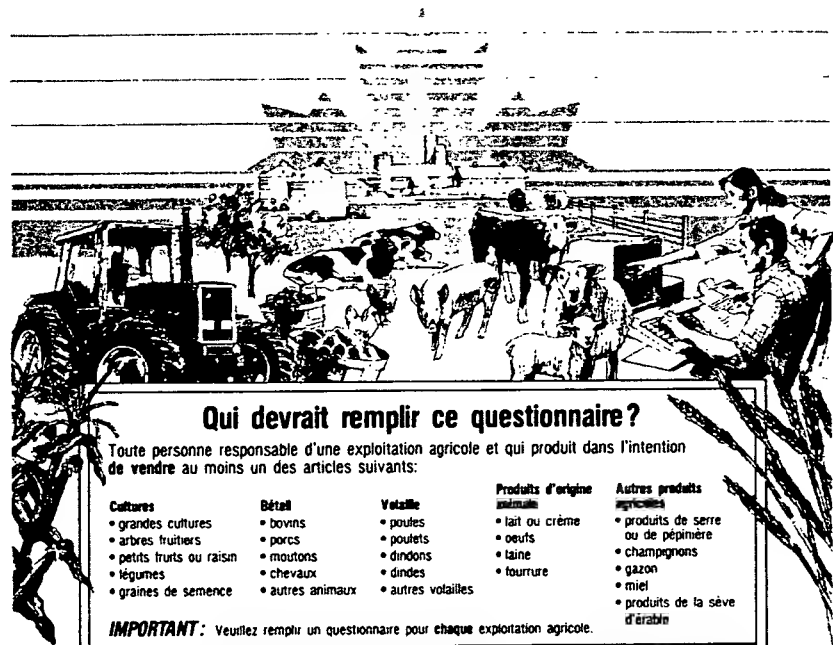 Qui devrait remplir ce questionnaire?
Toute personne responsable d'une exploitation agricole et qui produit dans l'intention
de vendre au moins un des articles suivants:
Cultures
• grandes cultures
• arbres fruitiers
• petits fruits ou raisin
• légumes
• graines de semence
Bétail
• bovins
• porcs
• moutons
• chevaux
• autres animaux
Volaille
• poules
• poulets
• dindons
• dindes
• autres volailles
Produits d'origine
• lait ou crème
• oeufs
• laine
• fourrure
Autres produits
• produits de serre
ou de pépinière
• champignons
• gazon
• miel
• produits de la sève
d'érable
IMPORTANT: Veuillez remplir un questionnaire pour chaque exploitation agricole.